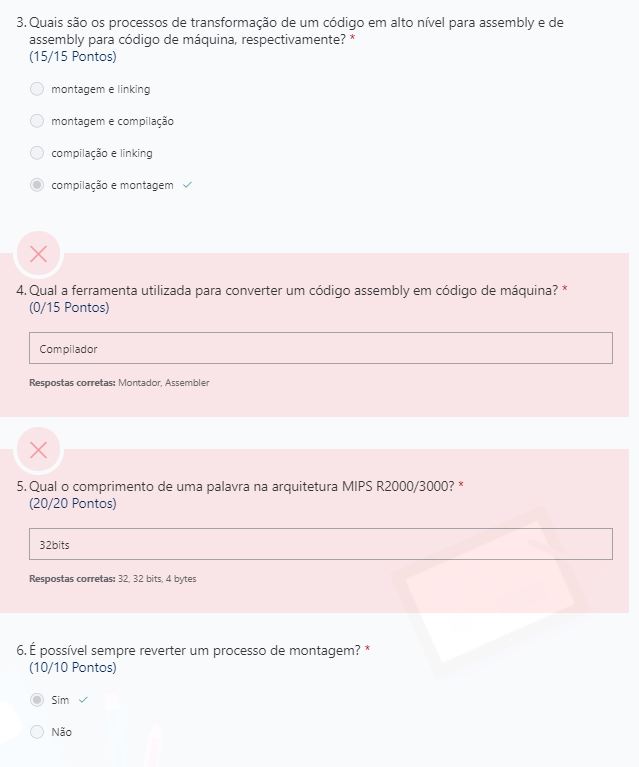 3. Quais são os processos de transformação de um código em alto nível para assembly e de
assembly para código de máquina, respectivamente? *
(15/15 Pontos)
montagem e linking
montagem e compilação
compilação e linking
compilação e montagem
4. Qual a ferramenta utilizada para converter um código assembly em código de máquina? *
(0/15 Pontos)
Compilador
Respostas corretas: Montador, Assembler
5. Qual o comprimento de uma palavra na arquitetura MIPS R2000/3000? *
(20/20 Pontos)
32bits
Respostas corretas: 32, 32 bits, 4 bytes
6. É possível sempre reverter um processo de montagem? *
(10/10 Pontos)
Sim
Não